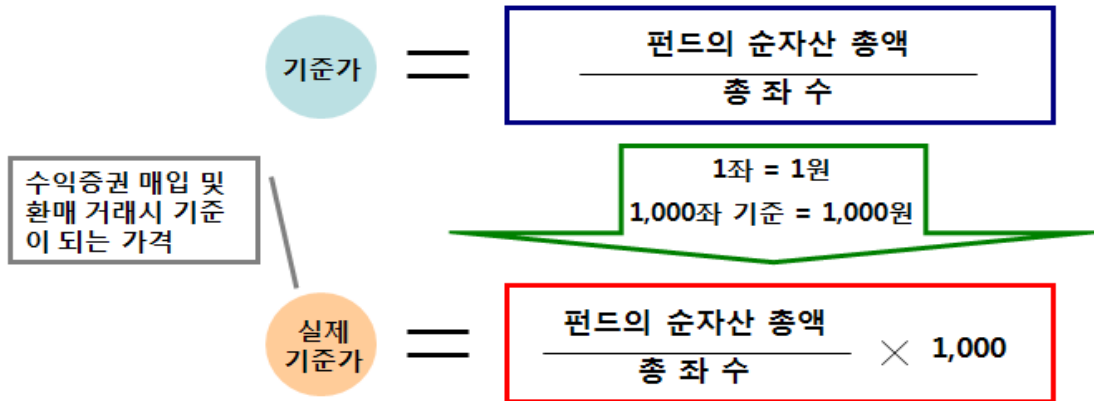 기준가
펀드의 순자산 총액
총 좌 수
수익증권 매입 및
환매 거래시 기준
이 되는 가격
1좌 = 1원
1,000좌 기준 = 1,000원
실제
기준가
펀드의 순자산 총액
총 좌 수
× 1,000